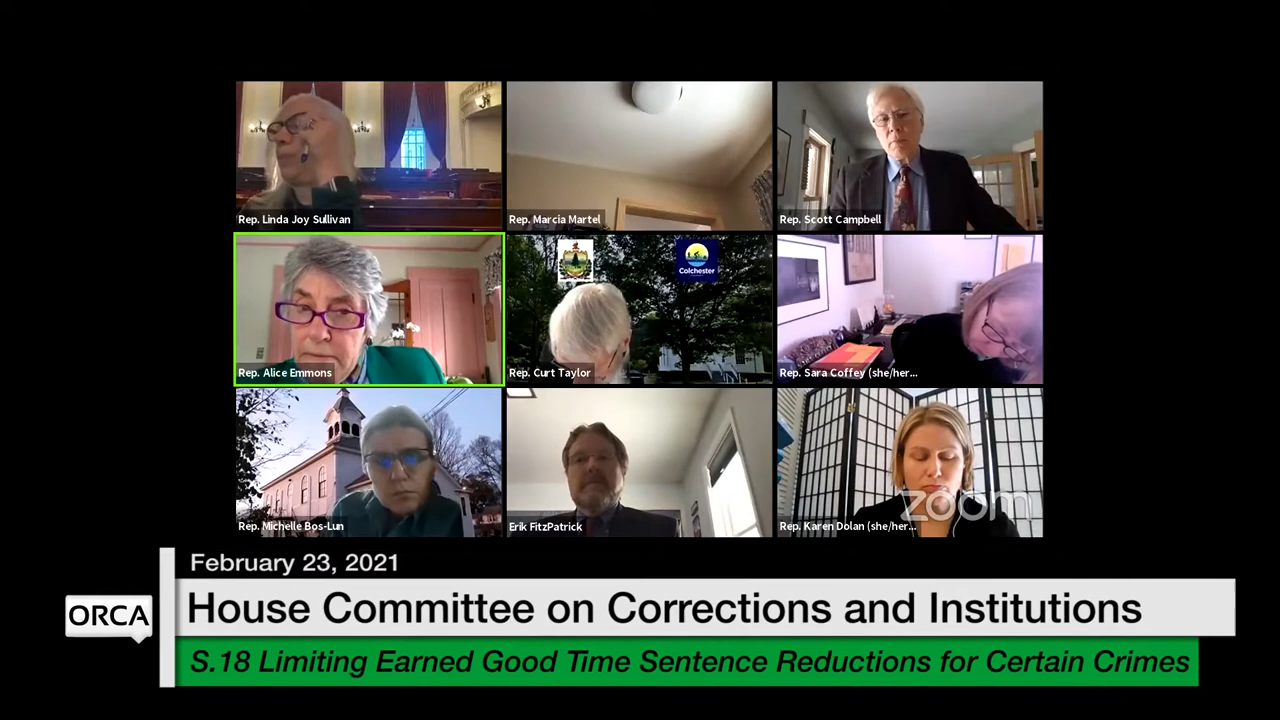 Rep. Linda Joy Sullivan
Rep. Marcia Martel
Rep. Scott Campbell
Colchester
Rep. Alice Emmons
Rep. Curt Taylor
Rep. Sara Coffey (she/her...
Rep. Michelle Bos-Lun
Erik FitzPatrick
Rep. Karen Dolan (she/her...
zoom
February 23, 2021
ORCA
House Committee on Corrections and Institutions
S.18 Limiting Earned Good Time Sentence Reductions for Certain Crimes